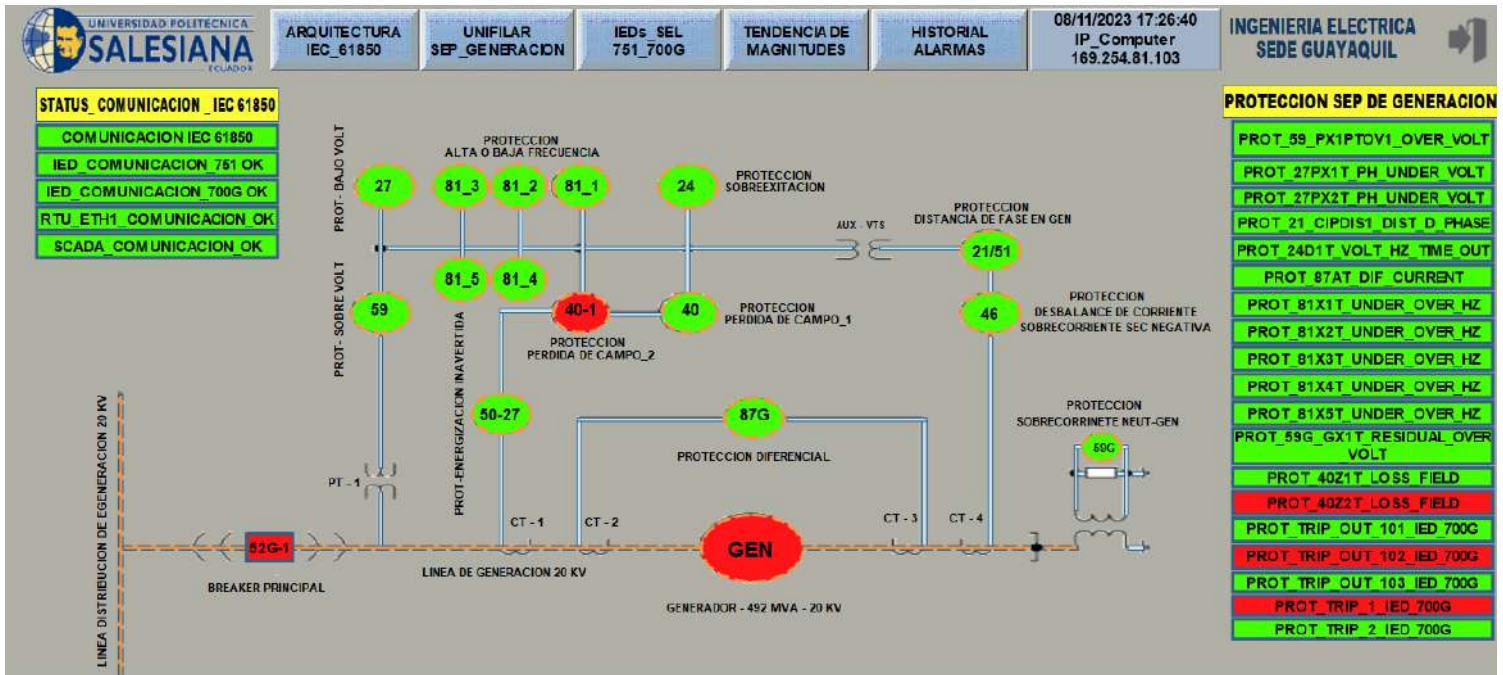 UNIVERSIDAD POLITECNICA
SALESIANA
ECUADOR
ARQUITECTURA
IEC_61850
UNIFILAR
SEP_GENERACION
IEDs_SEL
751_700G
TENDENCIA DE
MAGNITUDES
HISTORIAL
ALARMAS
08/11/2023 17:26:40
IP_Computer
169.254.81.103
INGENIERIA ELECTRICA
SEDE GUAYAQUIL
STATUS_COMUNICACION _IEC 61850
COMUNICACION IEC 61850
IED_COMUNICACION_751 OK
IED_COMUNICACION_700G OK
RTU_ETH1_COMUNICACION_OK
SCADA_COMUNICACION_OK
PROT- BAJO VOLT
27
PROTECCION
ALTA O BAJA FRECUENCIA
81_3
81_2
81_1
24
PROTECCION
SOBREEXITACION
AUX - VTS
PROTECCION
DISTANCIA DE FASE EN GEN
21/51
PROT- SOBRE VOLT
59
81_5
81_4
40-1
PROTECCION
PERDIDA DE CAMPO_2
40
PROTECCION
PERDIDA DE CAMPO_1
46
PROTECCION
DESBALANCE DE CORRIENTE
SOBRECORRIENTE SEC NEGATIVA
PROT-ENERGIZACION INAVERTIDA
50-27
87G
PROTECCION DIFERENCIAL
PROTECCION
SOBRECORRINETE NEUT-GEN
59G
PT - 1
CT - 1
CT - 2
CT - 3
CT - 4
LINEA DISTRIBUCION DE EGENERACION 20 KV
52G-1
BREAKER PRINCIPAL
LINEA DE GENERACION 20 KV
GEN
GENERADOR - 492 MVA - 20 KV
PROTECCION SEP DE GENERACION
PROT_59_PX1PTOV1_OVER_VOLT
PROT_27PX1T_PH_UNDER_VOLT
PROT_27PX2T_PH_UNDER_VOLT
PROT_21_CIPDIS1_DIST_D_PHASE
PROT_24D1T_VOLT_HZ_TIME_OUT
PROT_87AT_DIF_CURRENT
PROT_81X1T_UNDER_OVER_HZ
PROT_81X2T_UNDER_OVER_HZ
PROT_81X3T_UNDER_OVER_HZ
PROT_81X4T_UNDER_OVER_HZ
PROT_81X5T_UNDER_OVER_HZ
PROT_59G_GX1T_RESIDUAL_OVER
VOLT
PROT_40Z1T_LOSS_FIELD
PROT_40Z2T_LOSS_FIELD
PROT_TRIP_OUT_101_IED_700G
PROT_TRIP_OUT_102_IED_700G
PROT_TRIP_OUT_103_IED_700G
PROT_TRIP_1_IED_700G
PROT_TRIP_2_IED_700G